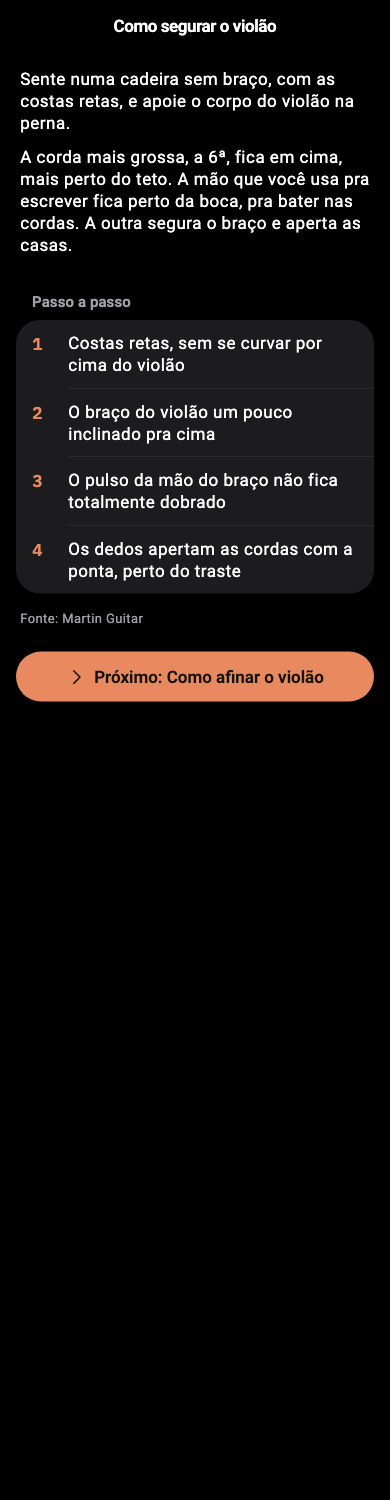 Como segurar o violão
Sente numa cadeira sem braço, com as
costas retas, e apoie o corpo do violão na
perna.
A corda mais grossa, a 6ª, fica em cima,
mais perto do teto. A mão que você usa pra
escrever fica perto da boca, pra bater nas
cordas. A outra segura o braço e aperta as
casas.
Passo a passo
1 Costas retas, sem se curvar por
cima do violão
2 O braço do violão um pouco
inclinado pra cima
3 O pulso da mão do braço não fica
totalmente dobrado
4 Os dedos apertam as cordas com a
ponta, perto do traste
Fonte: Martin Guitar
Próximo: Como afinar o violão